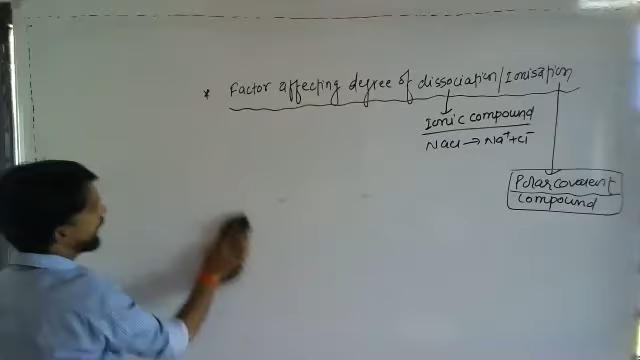 * Factor affecting degree of dissociation/Ionisation
Ionic compound
NaCl → Na⁺ + Cl⁻
Polar covalent
compound